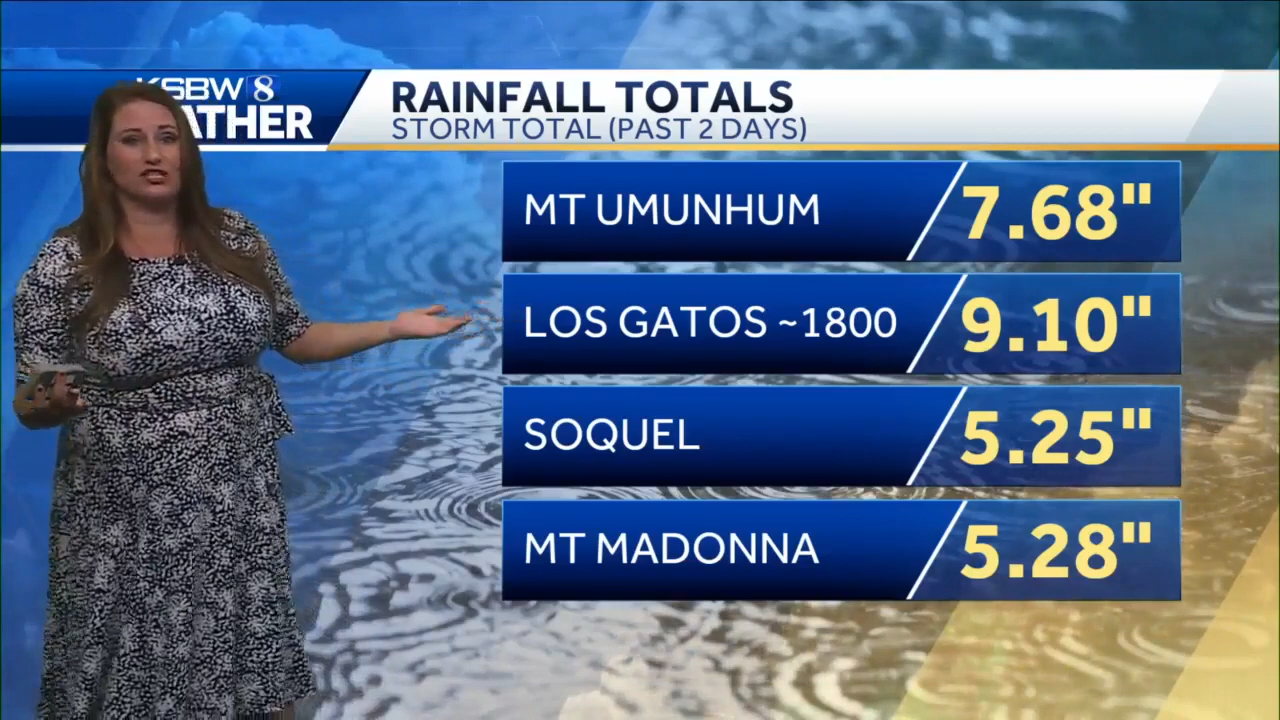 KSBW 8
RAINFALL TOTALS
STORM TOTAL (PAST 2 DAYS)
MT UMUNHUM 7.68"
LOS GATOS ~1800 9.10"
SOQUEL 5.25"
MT MADONNA 5.28"